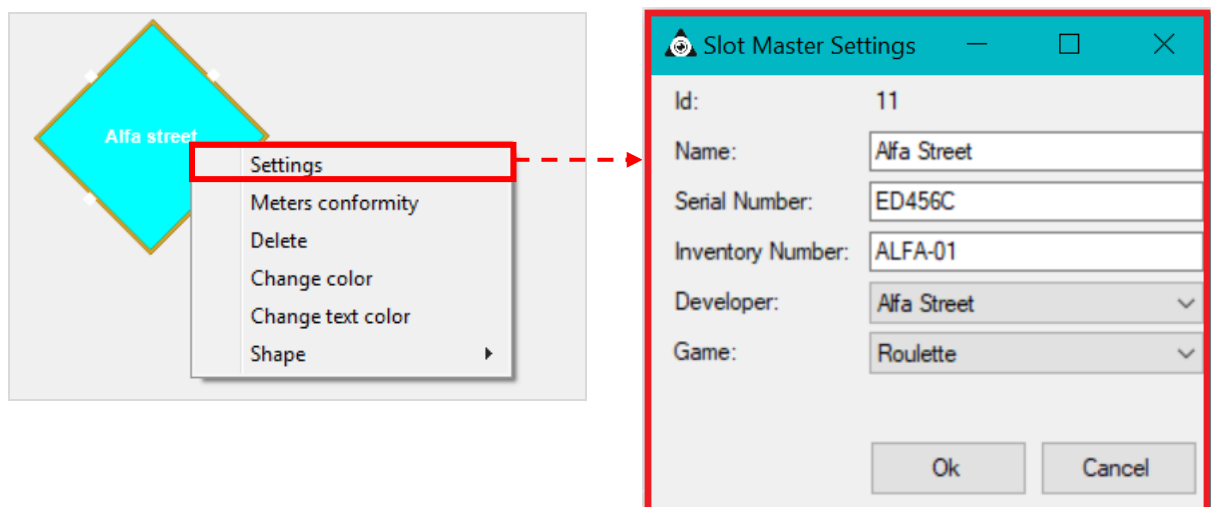 Alfa street
Settings
Meters conformity
Delete
Change color
Change text color
Shape
Slot Master Settings
Id: 11
Name: Alfa Street
Serial Number: ED456C
Inventory Number: ALFA-01
Developer: Alfa Street
Game: Roulette
Ok Cancel